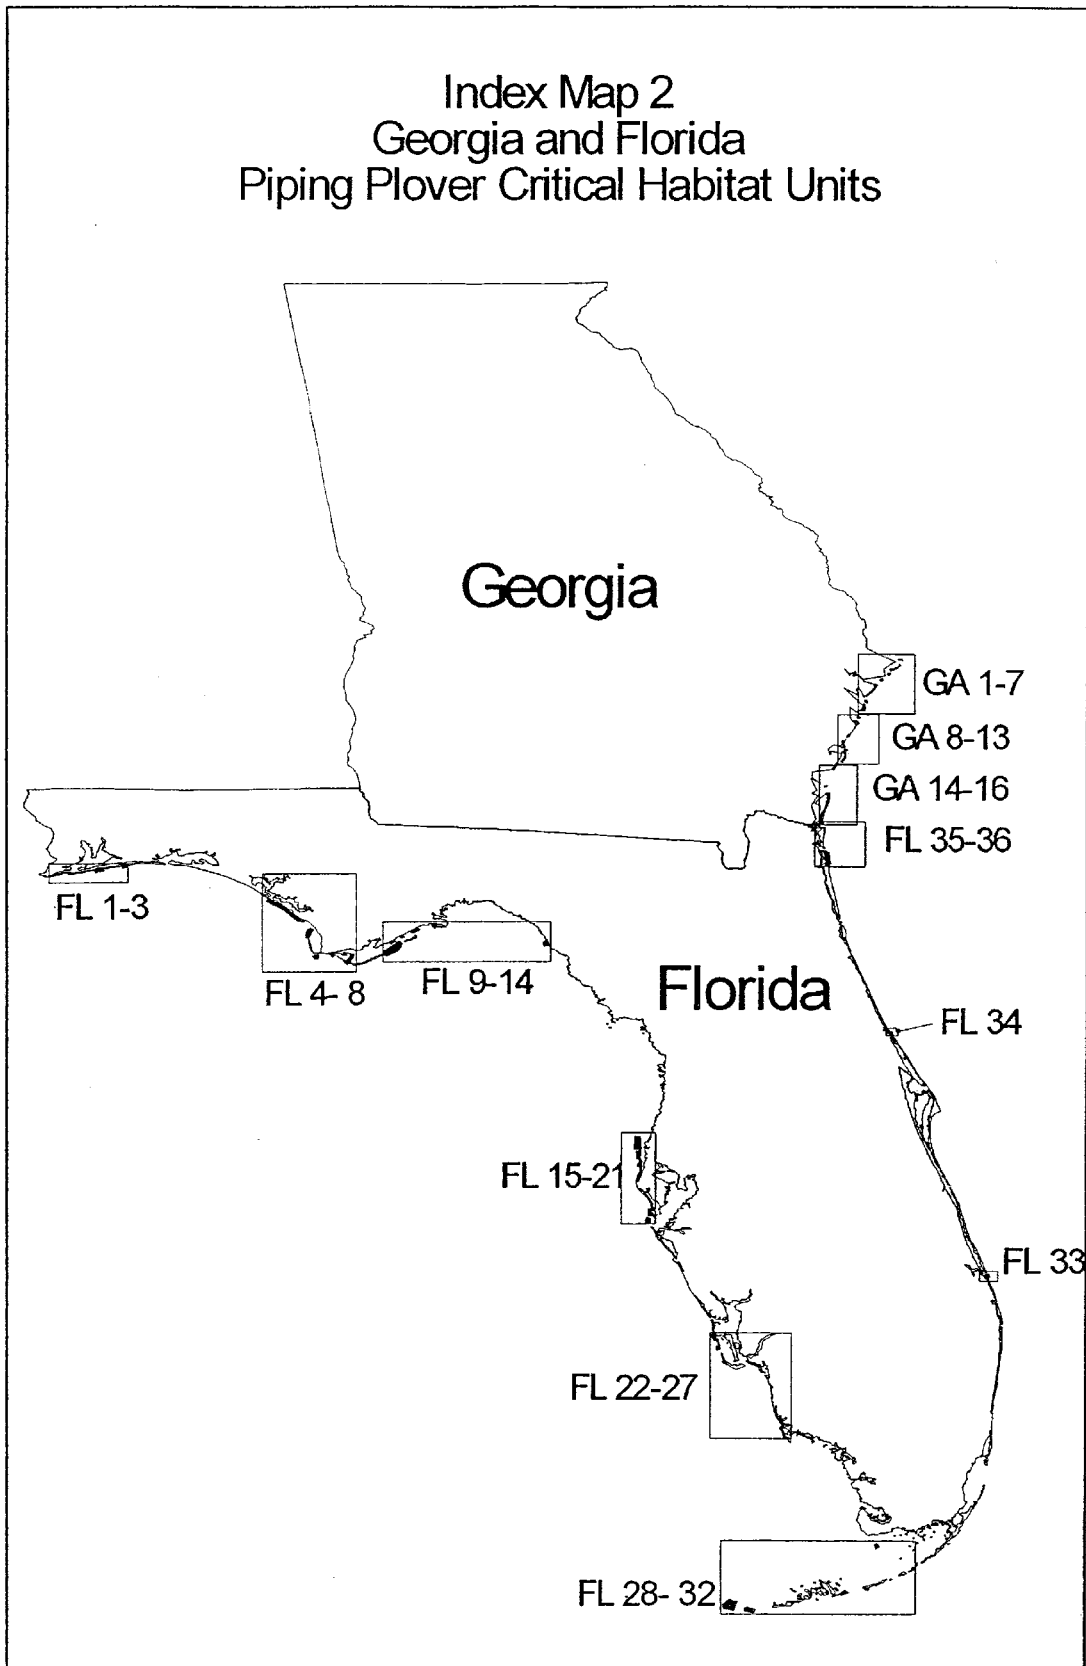 Index Map 2
Georgia and Florida
Piping Plover Critical Habitat Units
Georgia
GA 1-7
GA 8-13
GA 14-16
FL 35-36
FL 1-3
FL 4- 8
FL 9-14
Florida
FL 34
FL 15-21
FL 33
FL 22-27
FL 28- 32